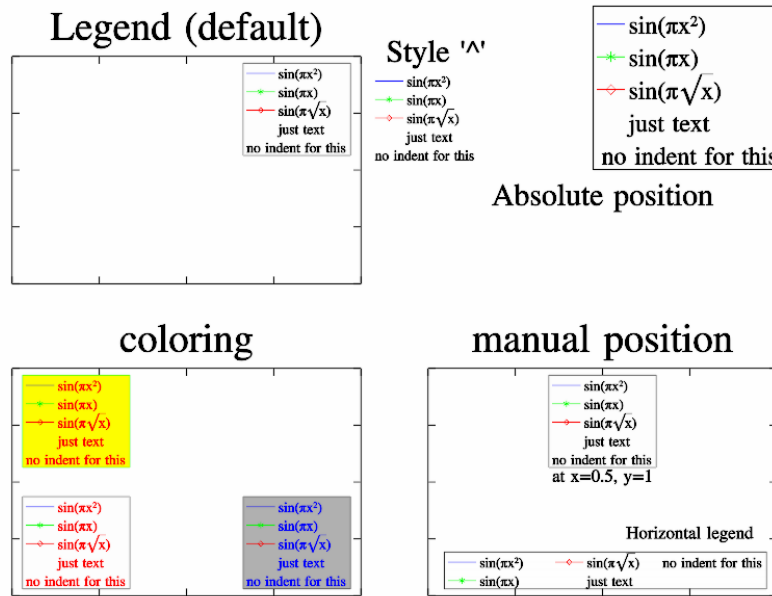 Legend (default)
sin(πx²)
sin(πx)
sin(π√x)
just text
no indent for this
Style '^'
sin(πx²)
sin(πx)
sin(π√x)
just text
no indent for this
sin(πx²)
sin(πx)
sin(π√x)
just text
no indent for this
Absolute position
coloring
sin(πx²)
sin(πx)
sin(π√x)
just text
no indent for this
sin(πx²)
sin(πx)
sin(π√x)
just text
no indent for this
sin(πx²)
sin(πx)
sin(π√x)
just text
no indent for this
manual position
sin(πx²)
sin(πx)
sin(π√x)
just text
no indent for this
at x=0.5, y=1
Horizontal legend
sin(πx²) sin(π√x) no indent for this
sin(πx) just text